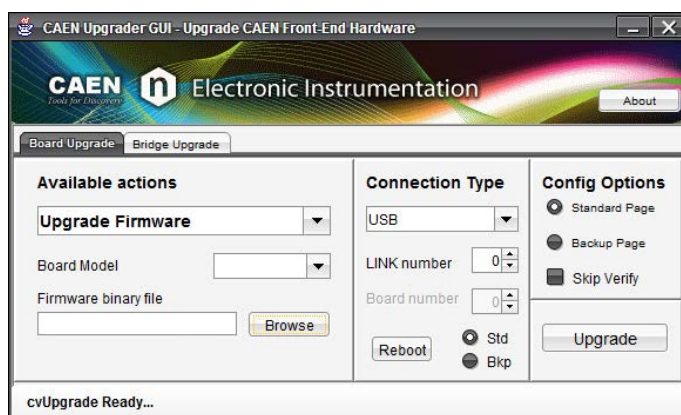 CAEN Upgrader GUI - Upgrade CAEN Front-End Hardware
CAEN n Electronic Instrumentation
Tools for Discovery
About
Board Upgrade Bridge Upgrade
Available actions
Upgrade Firmware
Board Model
Firmware binary file
Browse
Connection Type
USB
LINK number 0
Board number 0
Reboot
Std
Bkp
Config Options
Standard Page
Backup Page
Skip Verify
Upgrade
cvUpgrade Ready...